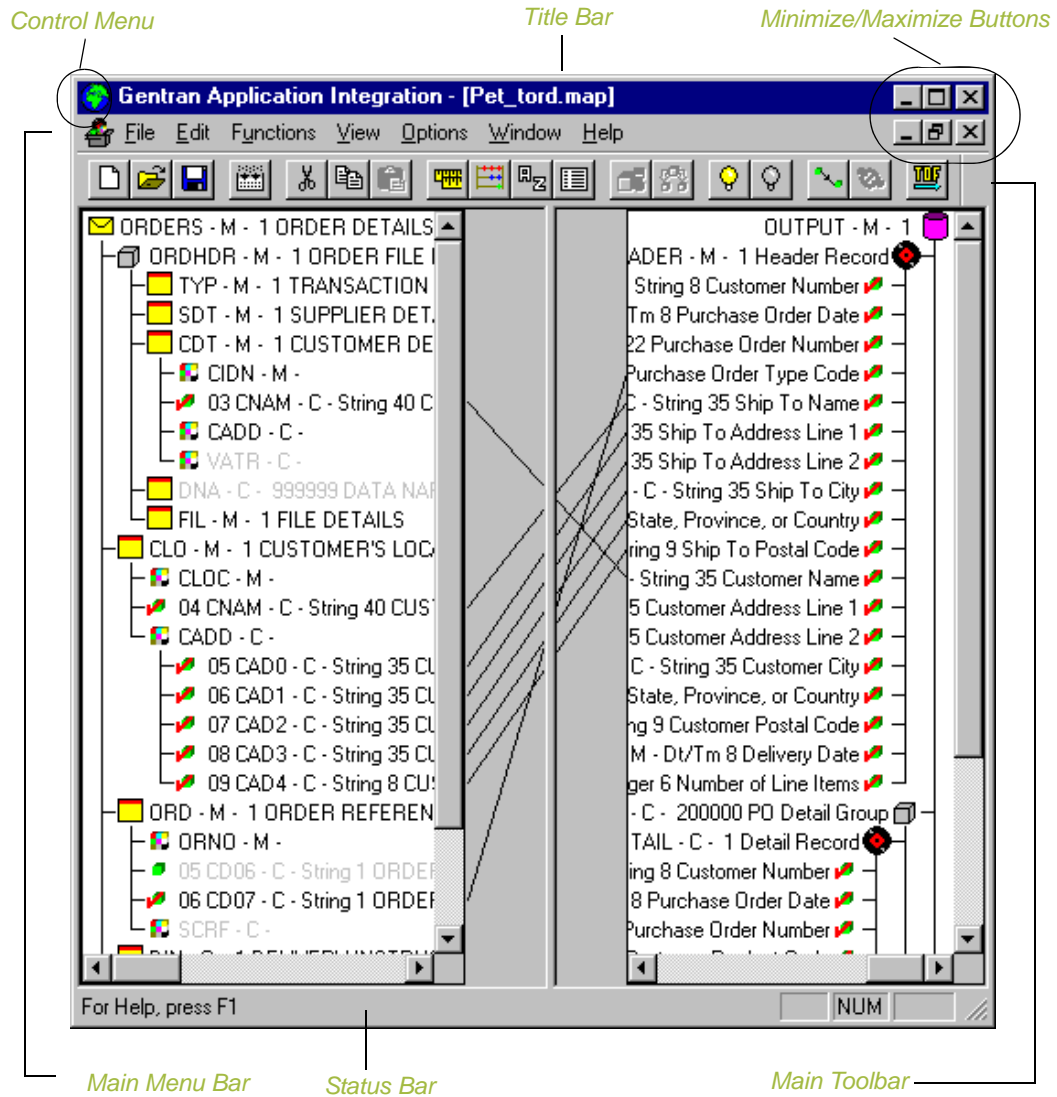 Control Menu
Title Bar
Minimize/Maximize Buttons
Gentran Application Integration - [Pet_tord.map]
File Edit Functions View Options Window Help
TOF
ORDERS - M - 1 ORDER DETAILS
ORDHDR - M - 1 ORDER FILE
TYP - M - 1 TRANSACTION
SDT - M - 1 SUPPLIER DET.
CDT - M - 1 CUSTOMER DE
CIDN - M -
03 CNAM - C - String 40 C
CADD - C -
VATR - C -
DNA - C - 999999 DATA NAR
FIL - M - 1 FILE DETAILS
CLO - M - 1 CUSTOMER'S LOC
CLOC - M -
04 CNAM - C - String 40 CUS
CADD - C -
05 CAD0 - C - String 35 CU
06 CAD1 - C - String 35 CU
07 CAD2 - C - String 35 CU
08 CAD3 - C - String 35 CU
09 CAD4 - C - String 8 CUS
ORD - M - 1 ORDER REFEREN
ORNO - M -
05 CD06 - C - String 1 ORDER
06 CD07 - C - String 1 ORDER
SCRF - C -
OUTPUT - M - 1
ADER - M - 1 Header Record
String 8 Customer Number
Tm 8 Purchase Order Date
22 Purchase Order Number
Purchase Order Type Code
C - String 35 Ship To Name
35 Ship To Address Line 1
35 Ship To Address Line 2
- C - String 35 Ship To City
State, Province, or Country
ring 9 Ship To Postal Code
- String 35 Customer Name
5 Customer Address Line 1
5 Customer Address Line 2
C - String 35 Customer City
State, Province, or Country
ng 9 Customer Postal Code
M - Dt/Tm 8 Delivery Date
ger 6 Number of Line Items
- C - 200000 PO Detail Group
TAIL - C - 1 Detail Record
ing 8 Customer Number
8 Purchase Order Date
Purchase Order Number
For Help, press F1
NUM
Main Menu Bar
Status Bar
Main Toolbar